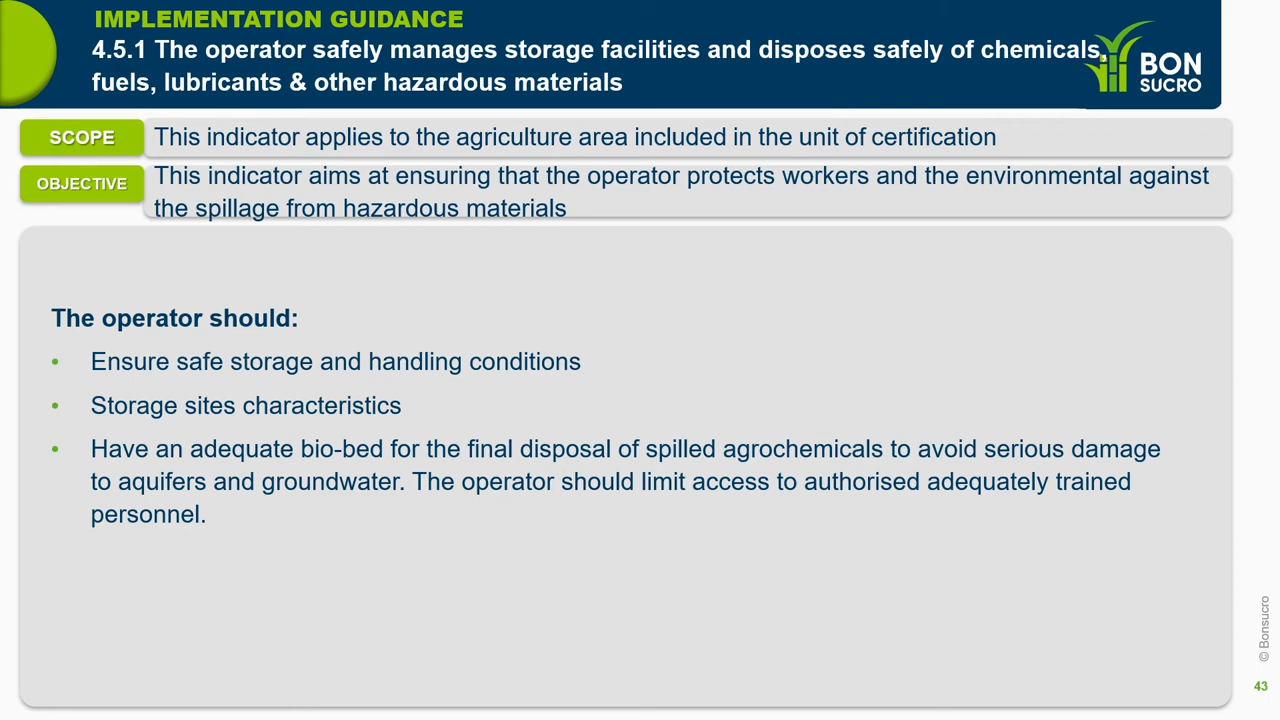 IMPLEMENTATION GUIDANCE
4.5.1 The operator safely manages storage facilities and disposes safely of chemicals,
fuels, lubricants & other hazardous materials
BON
SUCRO
SCOPE
This indicator applies to the agriculture area included in the unit of certification
OBJECTIVE
This indicator aims at ensuring that the operator protects workers and the environmental against
the spillage from hazardous materials
The operator should:
• Ensure safe storage and handling conditions
• Storage sites characteristics
• Have an adequate bio-bed for the final disposal of spilled agrochemicals to avoid serious damage
to aquifers and groundwater. The operator should limit access to authorised adequately trained
personnel.
© Bonsucro
43